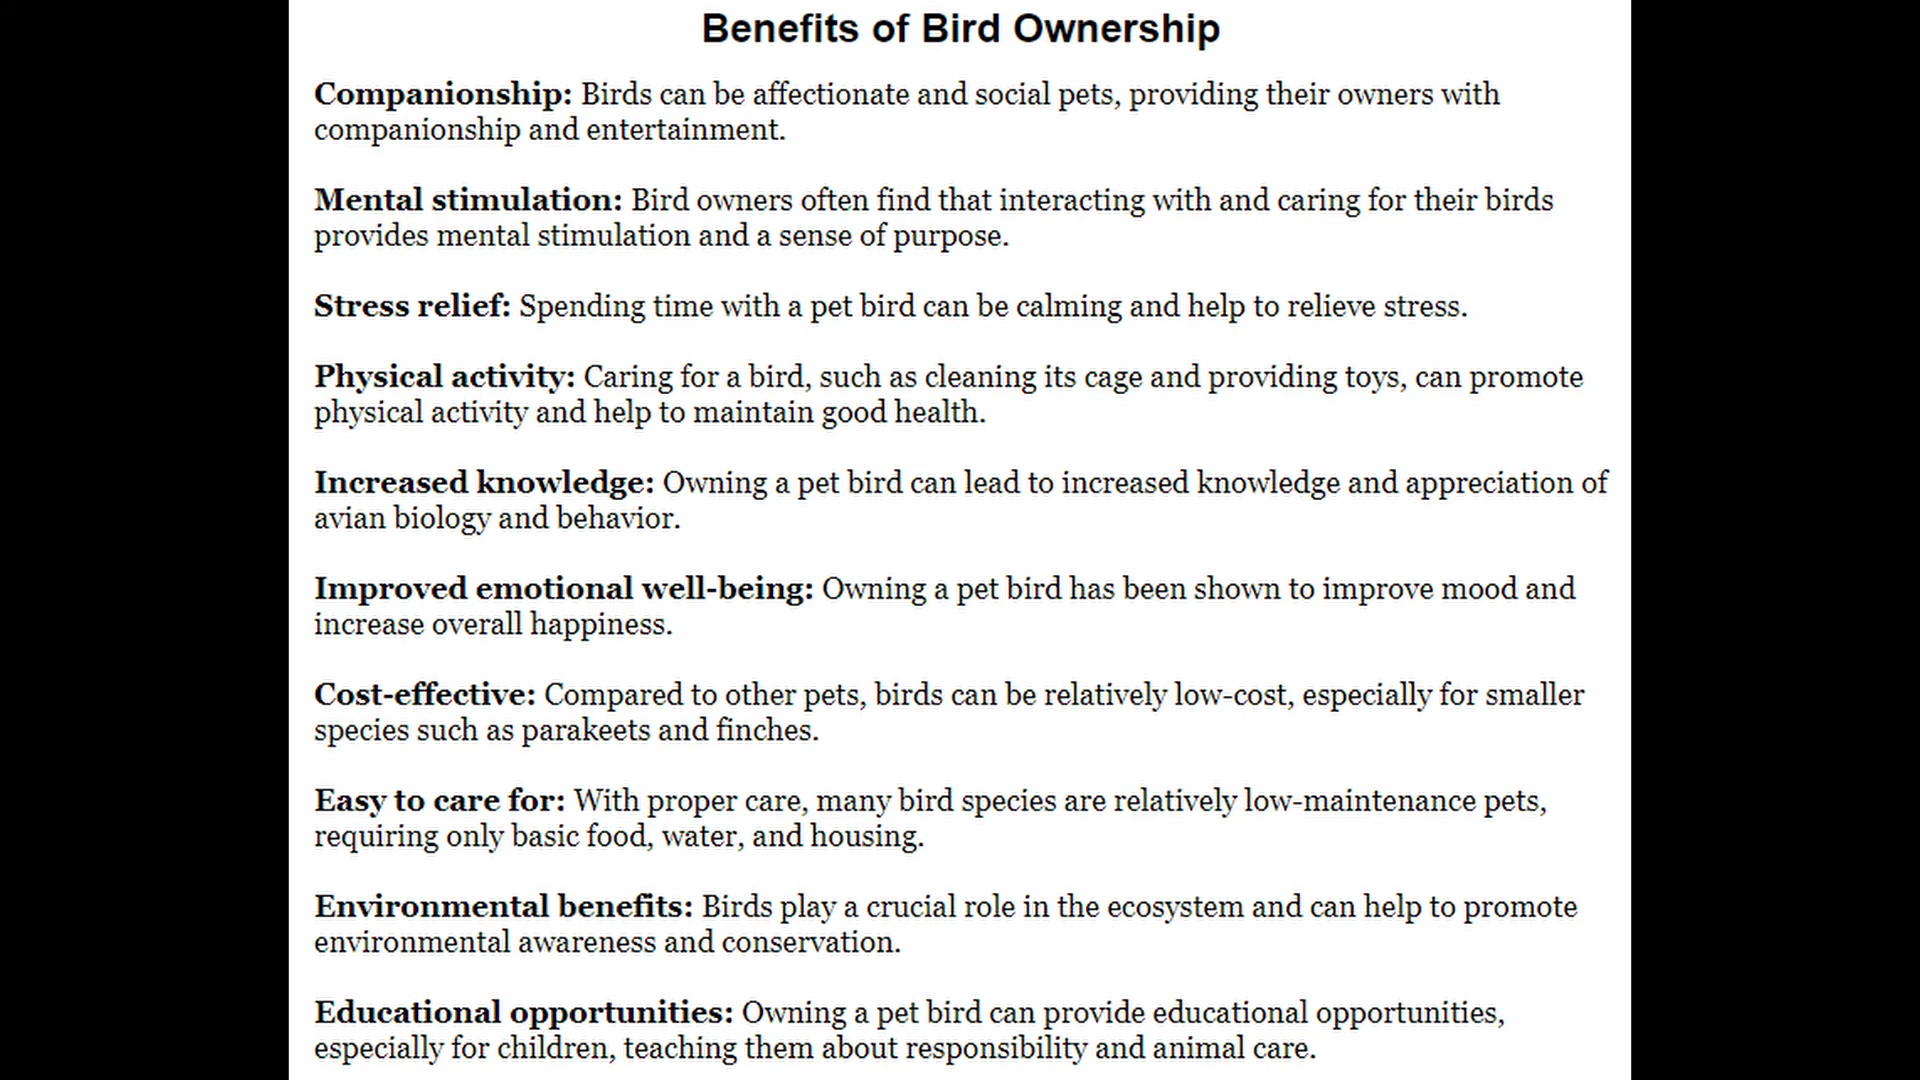 Benefits of Bird Ownership
Companionship: Birds can be affectionate and social pets, providing their owners with
companionship and entertainment.
Mental stimulation: Bird owners often find that interacting with and caring for their birds
provides mental stimulation and a sense of purpose.
Stress relief: Spending time with a pet bird can be calming and help to relieve stress.
Physical activity: Caring for a bird, such as cleaning its cage and providing toys, can promote
physical activity and help to maintain good health.
Increased knowledge: Owning a pet bird can lead to increased knowledge and appreciation of
avian biology and behavior.
Improved emotional well-being: Owning a pet bird has been shown to improve mood and
increase overall happiness.
Cost-effective: Compared to other pets, birds can be relatively low-cost, especially for smaller
species such as parakeets and finches.
Easy to care for: With proper care, many bird species are relatively low-maintenance pets,
requiring only basic food, water, and housing.
Environmental benefits: Birds play a crucial role in the ecosystem and can help to promote
environmental awareness and conservation.
Educational opportunities: Owning a pet bird can provide educational opportunities,
especially for children, teaching them about responsibility and animal care.